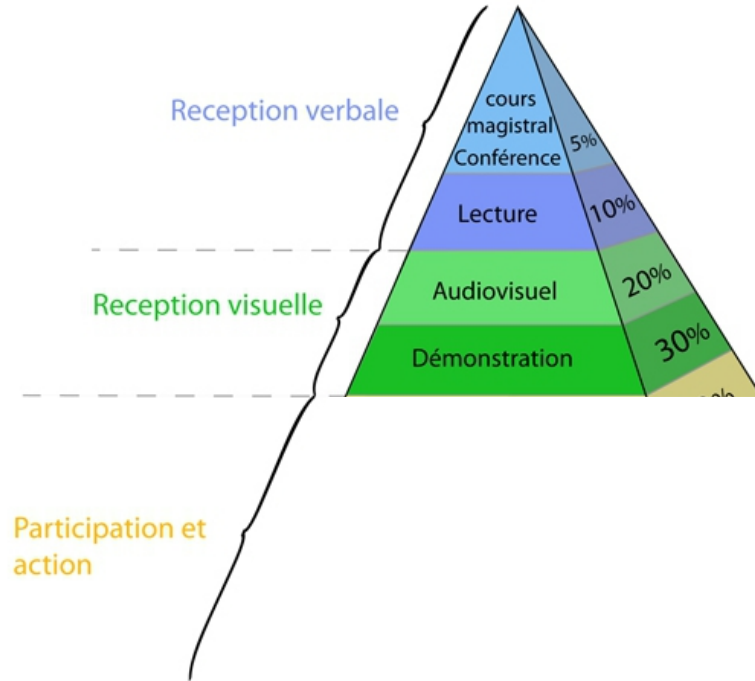 Reception verbale
cours
magistral
Conférence
5%
Lecture
10%
Reception visuelle
Audiovisuel
20%
Démonstration
30%
Participation et
action